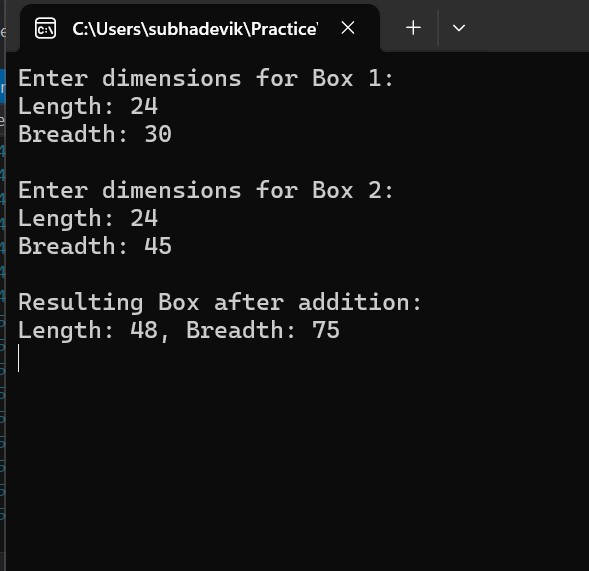 C:\Users\subhadevik\Practice'
Enter dimensions for Box 1:
Length: 24
Breadth: 30
Enter dimensions for Box 2:
Length: 24
Breadth: 45
Resulting Box after addition:
Length: 48, Breadth: 75